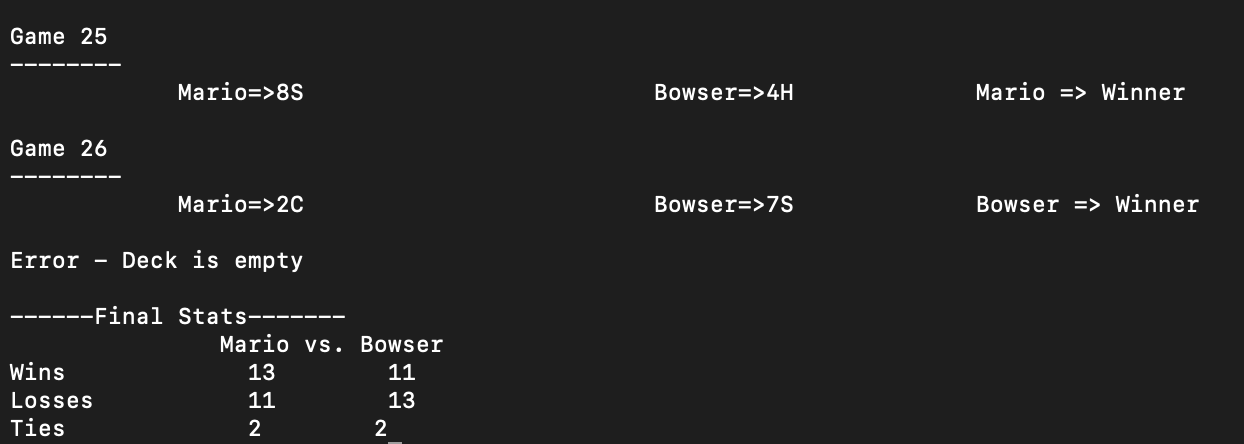 Game 25
--------
Mario=>8S Bowser=>4H Mario => Winner
Game 26
--------
Mario=>2C Bowser=>7S Bowser => Winner
Error - Deck is empty
------Final Stats-------
Mario vs. Bowser
Wins 13 11
Losses 11 13
Ties 2 2